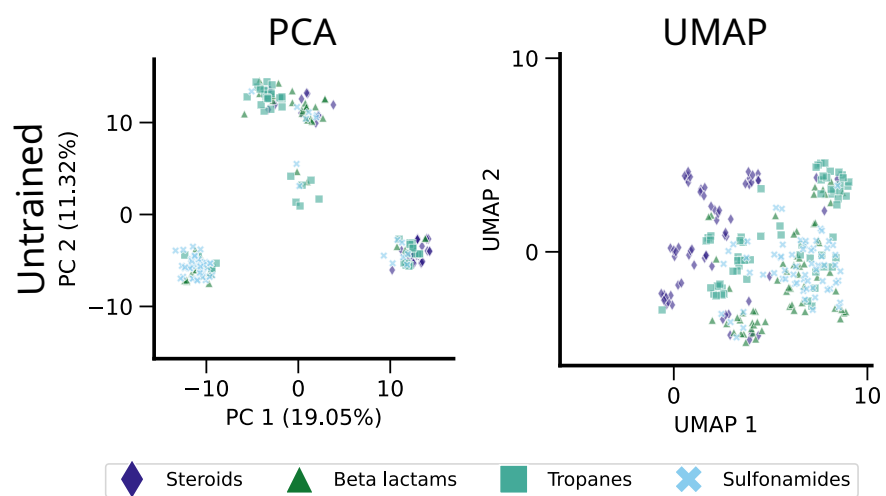 PCA
UMAP
Untrained
PC 2 (11.32%)
10
0
−10
−10
0
10
PC 1 (19.05%)
UMAP 2
10
0
0
10
UMAP 1
Steroids
Beta lactams
Tropanes
Sulfonamides